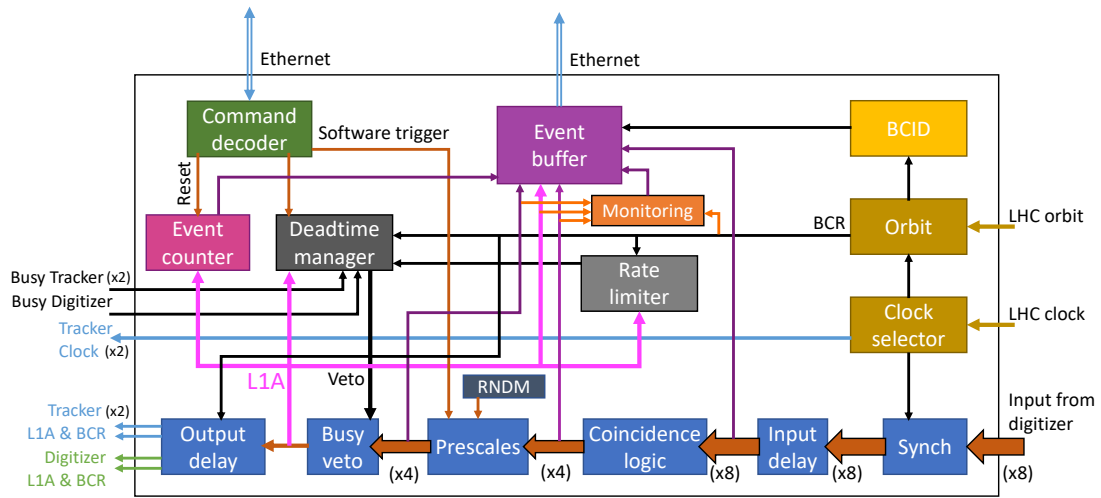 Ethernet
Ethernet
Command
decoder
Software trigger
Event
buffer
BCID
Reset
Monitoring
Event
counter
Deadtime
manager
BCR
Orbit
LHC orbit
Rate
limiter
Busy Tracker (x2)
Busy Digitizer
Clock
selector
LHC clock
Tracker
Clock (x2)
L1A
Veto
RNDM
Tracker (x2)
L1A & BCR
Digitizer
L1A & BCR
Output
delay
Busy
veto
(x4)
Prescales
(x4)
Coincidence
logic
(x8)
Input
delay
(x8)
Synch
Input from
digitizer
(x8)